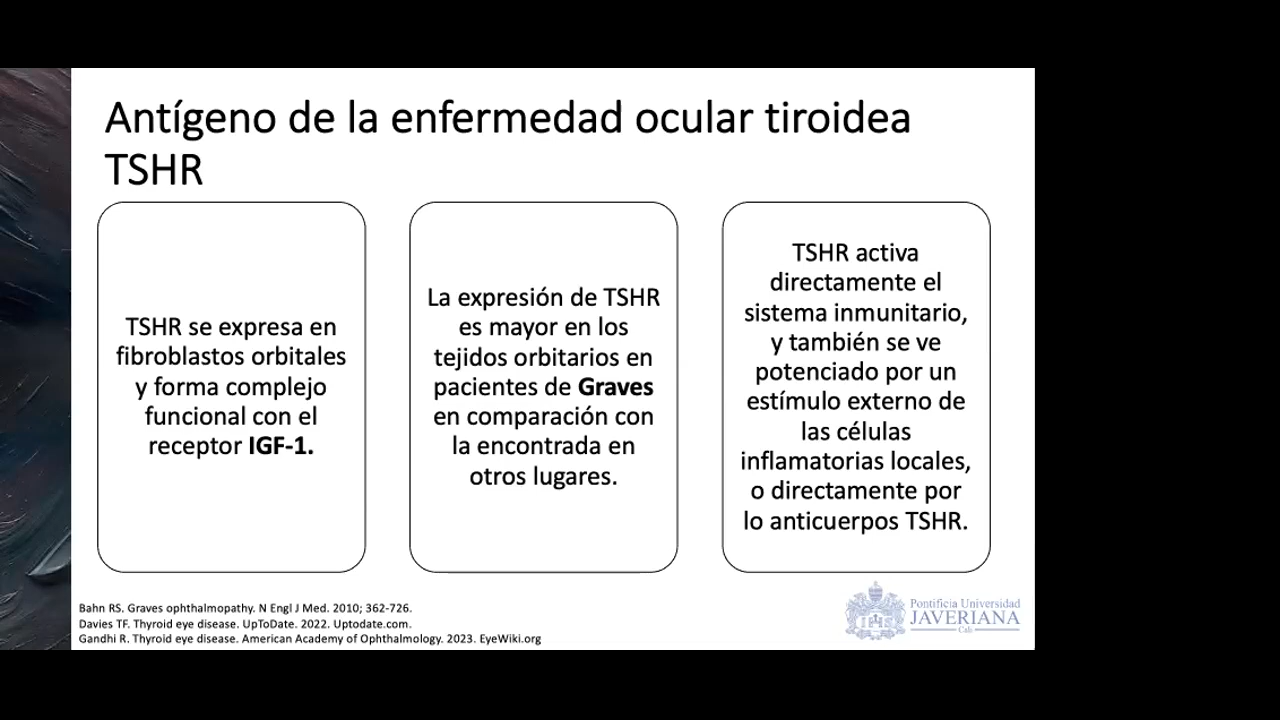 Antígeno de la enfermedad ocular tiroidea
TSHR
TSHR se expresa en
fibroblastos orbitales
y forma complejo
funcional con el
receptor IGF-1.
La expresión de TSHR
es mayor en los
tejidos orbitarios en
pacientes de Graves
en comparación con
la encontrada en
otros lugares.
TSHR activa
directamente el
sistema inmunitario,
y también se ve
potenciado por un
estímulo externo de
las células
inflamatorias locales,
o directamente por
lo anticuerpos TSHR.
Bahn RS. Graves ophthalmopathy. N Engl J Med. 2010; 362-726.
Davies TF. Thyroid eye disease. UpToDate. 2022. Uptodate.com.
Gandhi R. Thyroid eye disease. American Academy of Ophthalmology. 2023. EyeWiki.org
IHS
Pontificia Universidad
JAVERIANA
Cali